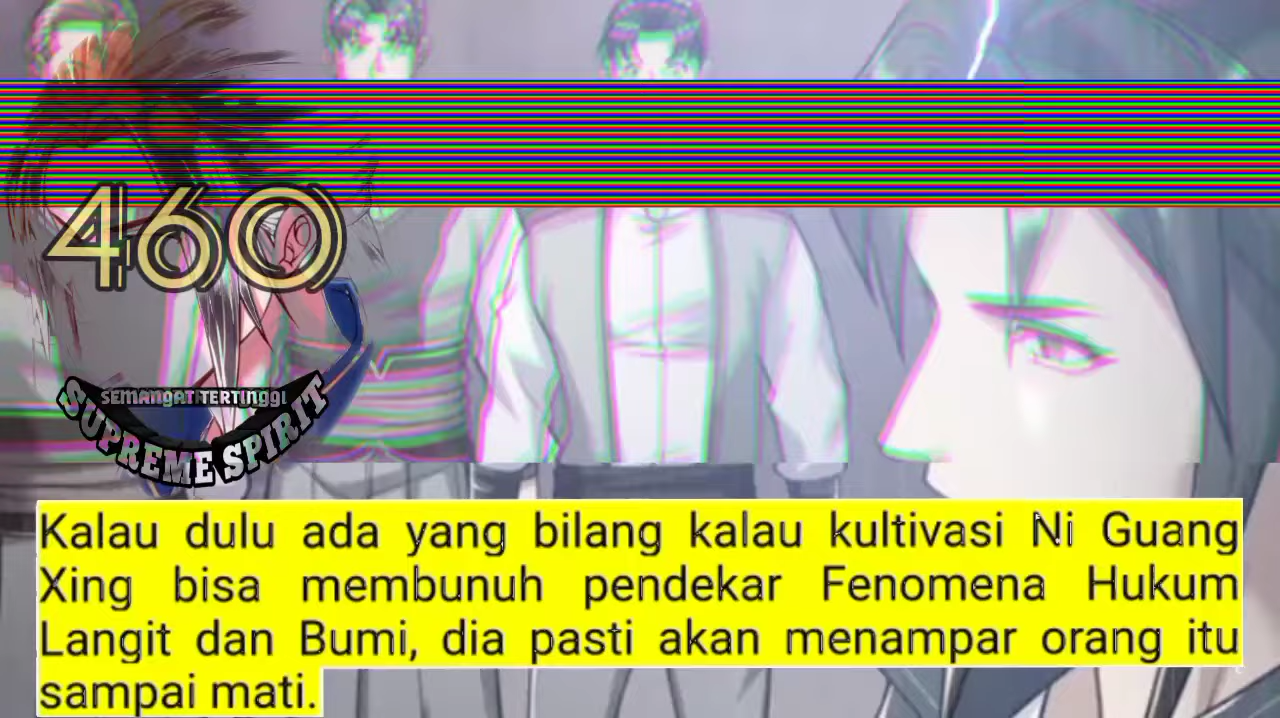 460
SEMANGAT TERTINGGI
SUPREME SPIRIT
Kalau dulu ada yang bilang kalau kultivasi Ni Guang
Xing bisa membunuh pendekar Fenomena Hukum
Langit dan Bumi, dia pasti akan menampar orang itu
sampai mati.